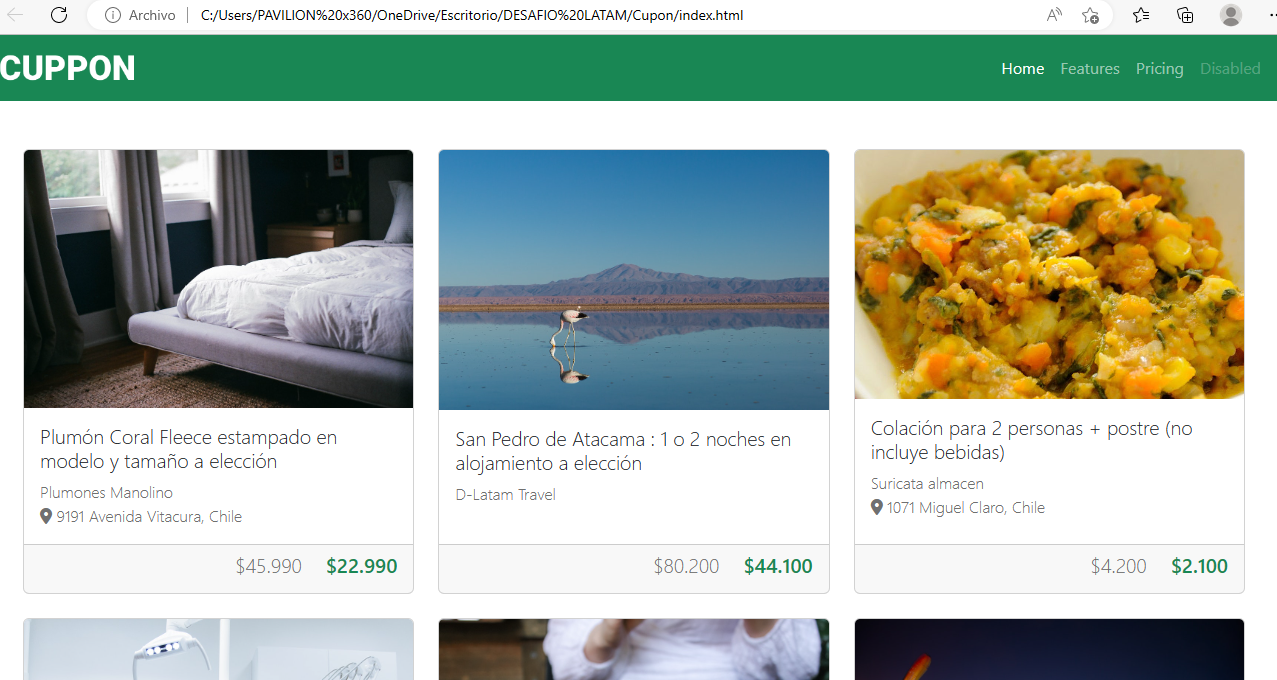 Archivo
C:/Users/PAVILION%20x360/OneDrive/Escritorio/DESAFIO%20LATAM/Cupon/index.html
CUPPON
Home Features Pricing Disabled
Plumón Coral Fleece estampado en
modelo y tamaño a elección
Plumones Manolino
9191 Avenida Vitacura, Chile
$45.990 $22.990
San Pedro de Atacama : 1 o 2 noches en
alojamiento a elección
D-Latam Travel
$80.200 $44.100
Colación para 2 personas + postre (no
incluye bebidas)
Suricata almacen
1071 Miguel Claro, Chile
$4.200 $2.100